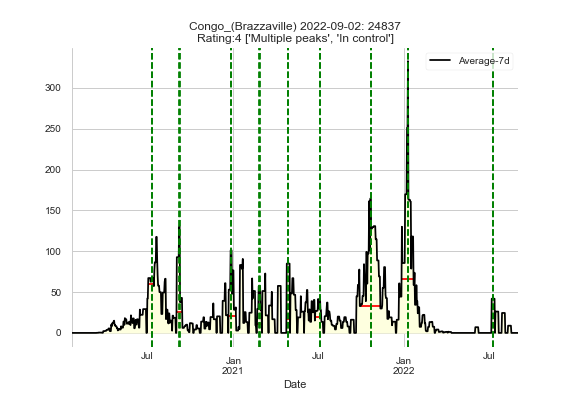 Congo_(Brazzaville) 2022-09-02: 24837
Rating:4 ['Multiple peaks', 'In control']
Average-7d
300
250
200
150
100
50
0
Jul
Jan
2021
Jul
Jan
2022
Jul
Date